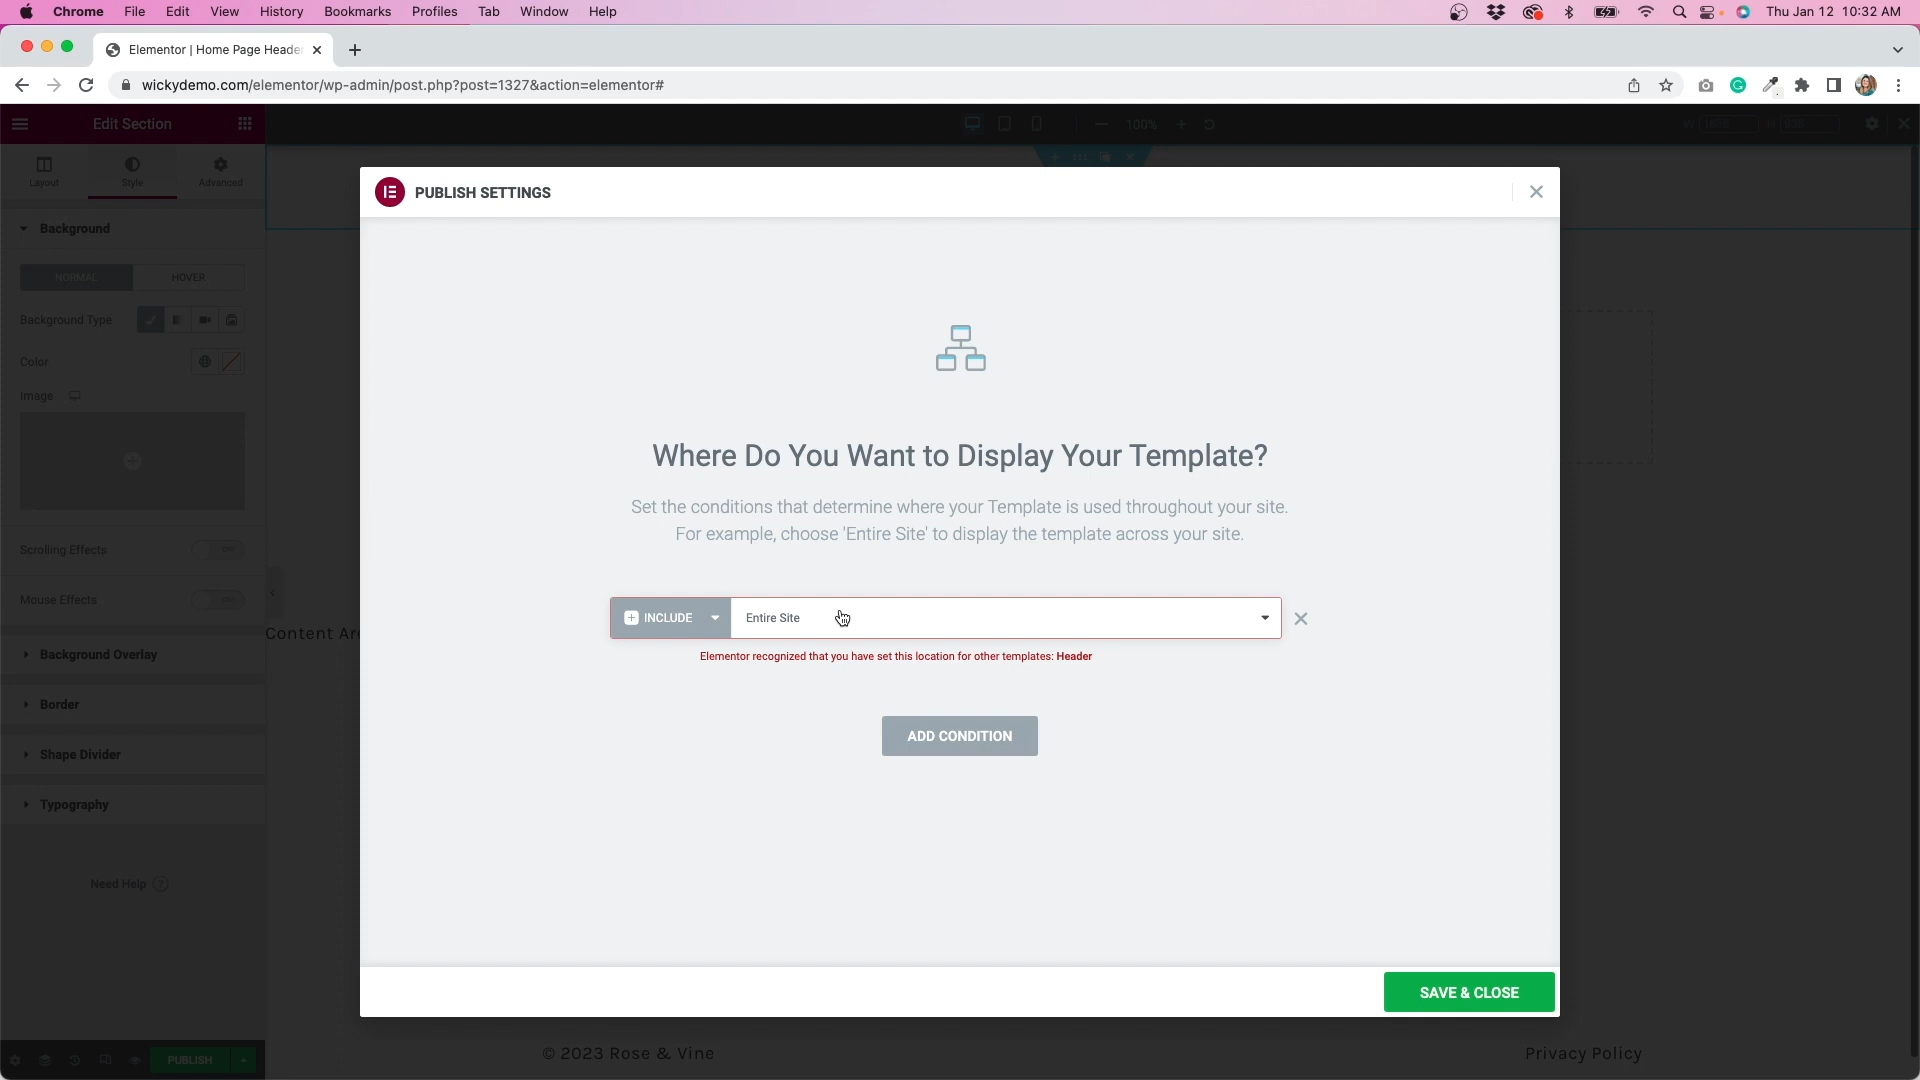 Chrome File Edit View History Bookmarks Profiles Tab Window Help Thu Jan 12 10:32 AM
Elementor | Home Page Heade
wickydemo.com/elementor/wp-admin/post.php?post=1327&action=elementor#
Edit Section
100%
W
H
Layout Style Advanced
PUBLISH SETTINGS
Background
NORMAL HOVER
Background Type
Color
Image
Where Do You Want to Display Your Template?
Set the conditions that determine where your Template is used throughout your site.
For example, choose 'Entire Site' to display the template across your site.
Scrolling Effects
Mouse Effects
INCLUDE Entire Site
Content Are
Elementor recognized that you have set this location for other templates: Header
Background Overlay
Border
ADD CONDITION
Shape Divider
Typography
Need Help
SAVE & CLOSE
PUBLISH
© 2023 Rose & Vine
Privacy Policy